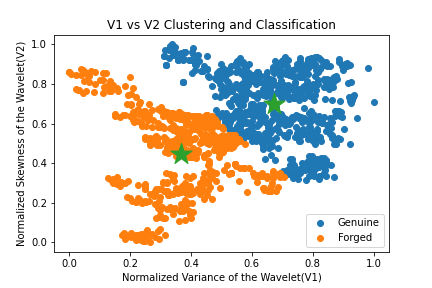 V1 vs V2 Clustering and Classification
Normalized Skewness of the Wavelet(V2)
1.0
0.8
0.6
0.4
0.2
0.0
0.0 0.2 0.4 0.6 0.8 1.0
Normalized Variance of the Wavelet(V1)
Genuine
Forged